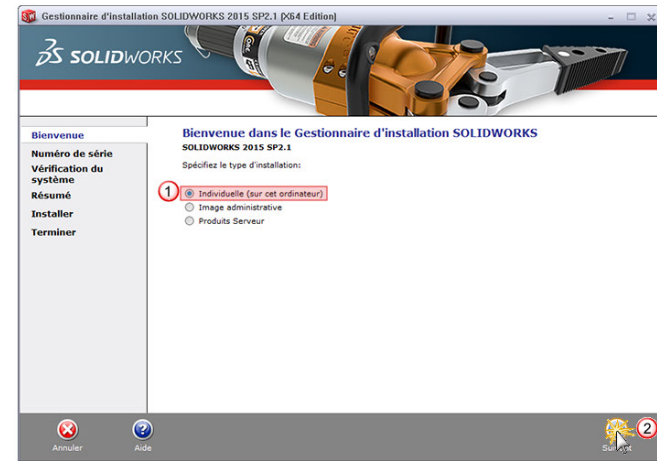 Gestionnaire d'installation SOLIDWORKS 2015 SP2.1 (X64 Edition)
SOLIDWORKS
Bienvenue
Numéro de série
Vérification du
système
Résumé
Installer
Terminer
Bienvenue dans le Gestionnaire d'installation SOLIDWORKS
SOLIDWORKS 2015 SP2.1
Spécifiez le type d'installation:
1 Individuelle (sur cet ordinateur)
Image administrative
Produits Serveur
Annuler
Aide
Suivant
2